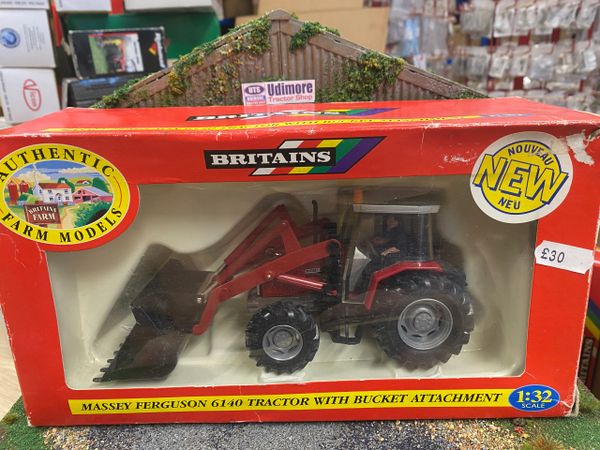 UTS
Udimore
Tractor Shop
BRITAINS
AUTHENTIC
FARM MODELS
BRITAINS
FARM
NOUVEAU
NEW
NEU
£30
MASSEY FERGUSON 6140 TRACTOR WITH BUCKET ATTACHMENT
1:32
SCALE